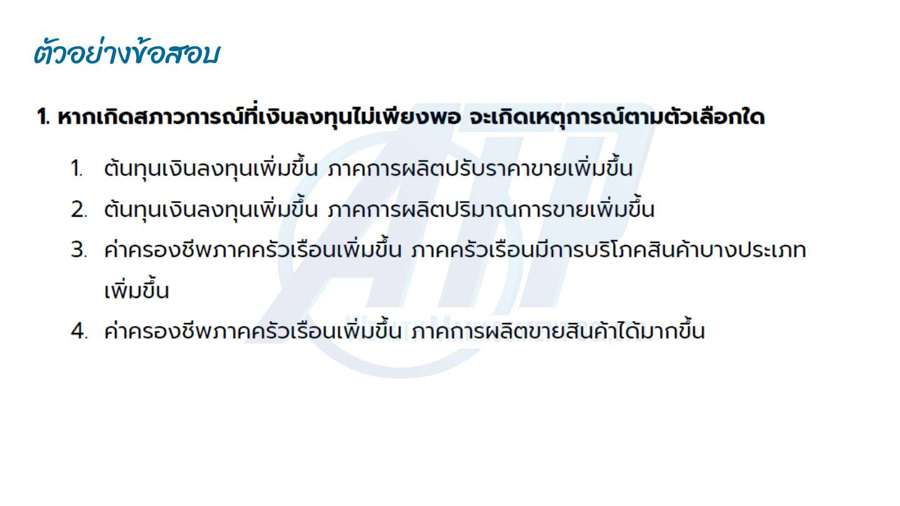 ตัวอย่างข้อสอบ
1. หากเกิดสภาวการณ์ที่เงินลงทุนไม่เพียงพอ จะเกิดเหตุการณ์ตามตัวเลือกใด
1. ต้นทุนเงินลงทุนเพิ่มขึ้น ภาคการผลิตปรับราคาขายเพิ่มขึ้น
2. ต้นทุนเงินลงทุนเพิ่มขึ้น ภาคการผลิตปริมาณการขายเพิ่มขึ้น
3. ค่าครองชีพภาคครัวเรือนเพิ่มขึ้น ภาคครัวเรือนมีการบริโภคสินค้าบางประเภท
เพิ่มขึ้น
4. ค่าครองชีพภาคครัวเรือนเพิ่มขึ้น ภาคการผลิตขายสินค้าได้มากขึ้น
ATP